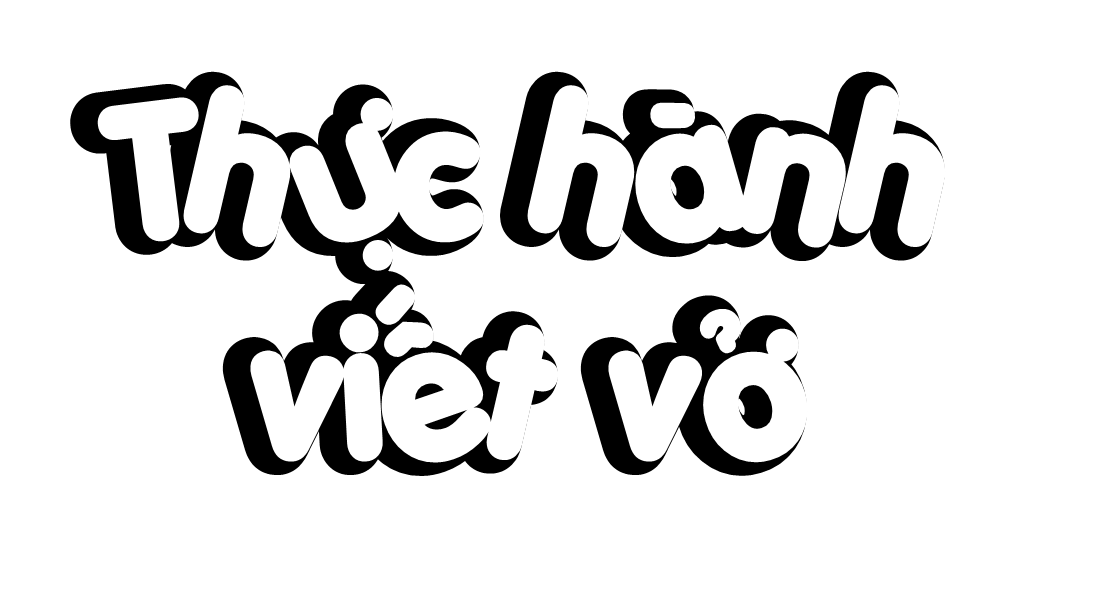 Thực hành
viết vở